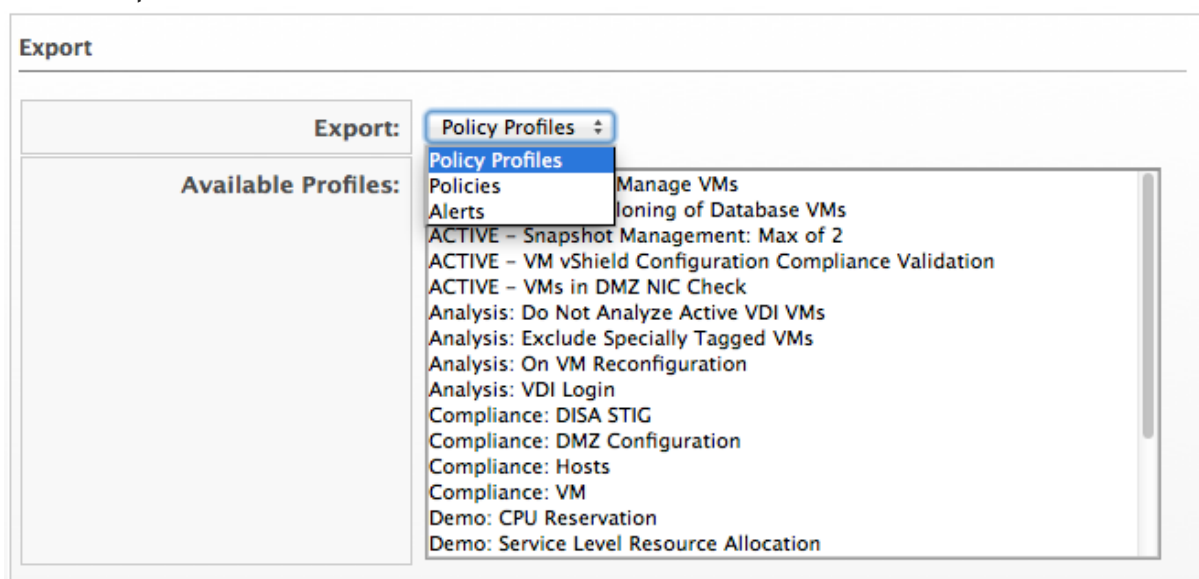 Export
Export:
Policy Profiles
Policy Profiles
Policies
Alerts
Available Profiles:
Manage VMs
loning of Database VMs
ACTIVE – Snapshot Management: Max of 2
ACTIVE – VM vShield Configuration Compliance Validation
ACTIVE – VMs in DMZ NIC Check
Analysis: Do Not Analyze Active VDI VMs
Analysis: Exclude Specially Tagged VMs
Analysis: On VM Reconfiguration
Analysis: VDI Login
Compliance: DISA STIG
Compliance: DMZ Configuration
Compliance: Hosts
Compliance: VM
Demo: CPU Reservation
Demo: Service Level Resource Allocation